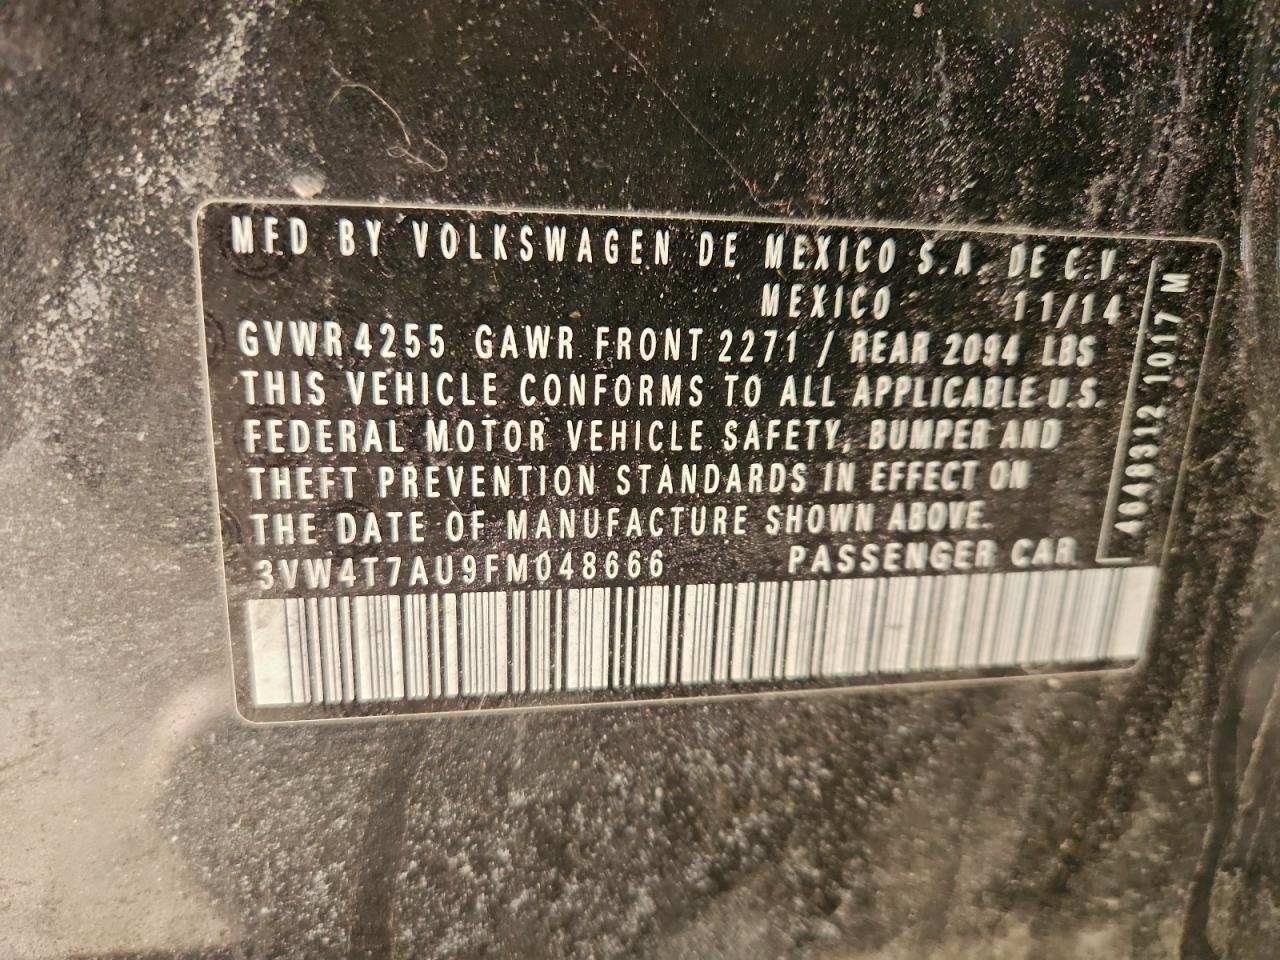 MFD BY VOLKSWAGEN DE MEXICO S.A. DE C.V.
MEXICO 11/14
GVWR 4255 GAWR FRONT 2271 / REAR 2094 LBS
THIS VEHICLE CONFORMS TO ALL APPLICABLE U.S.
FEDERAL MOTOR VEHICLE SAFETY, BUMPER AND
THEFT PREVENTION STANDARDS IN EFFECT ON
THE DATE OF MANUFACTURE SHOWN ABOVE.
3VW4T7AU9FM048666 PASSENGER CAR
4648312 1017 M